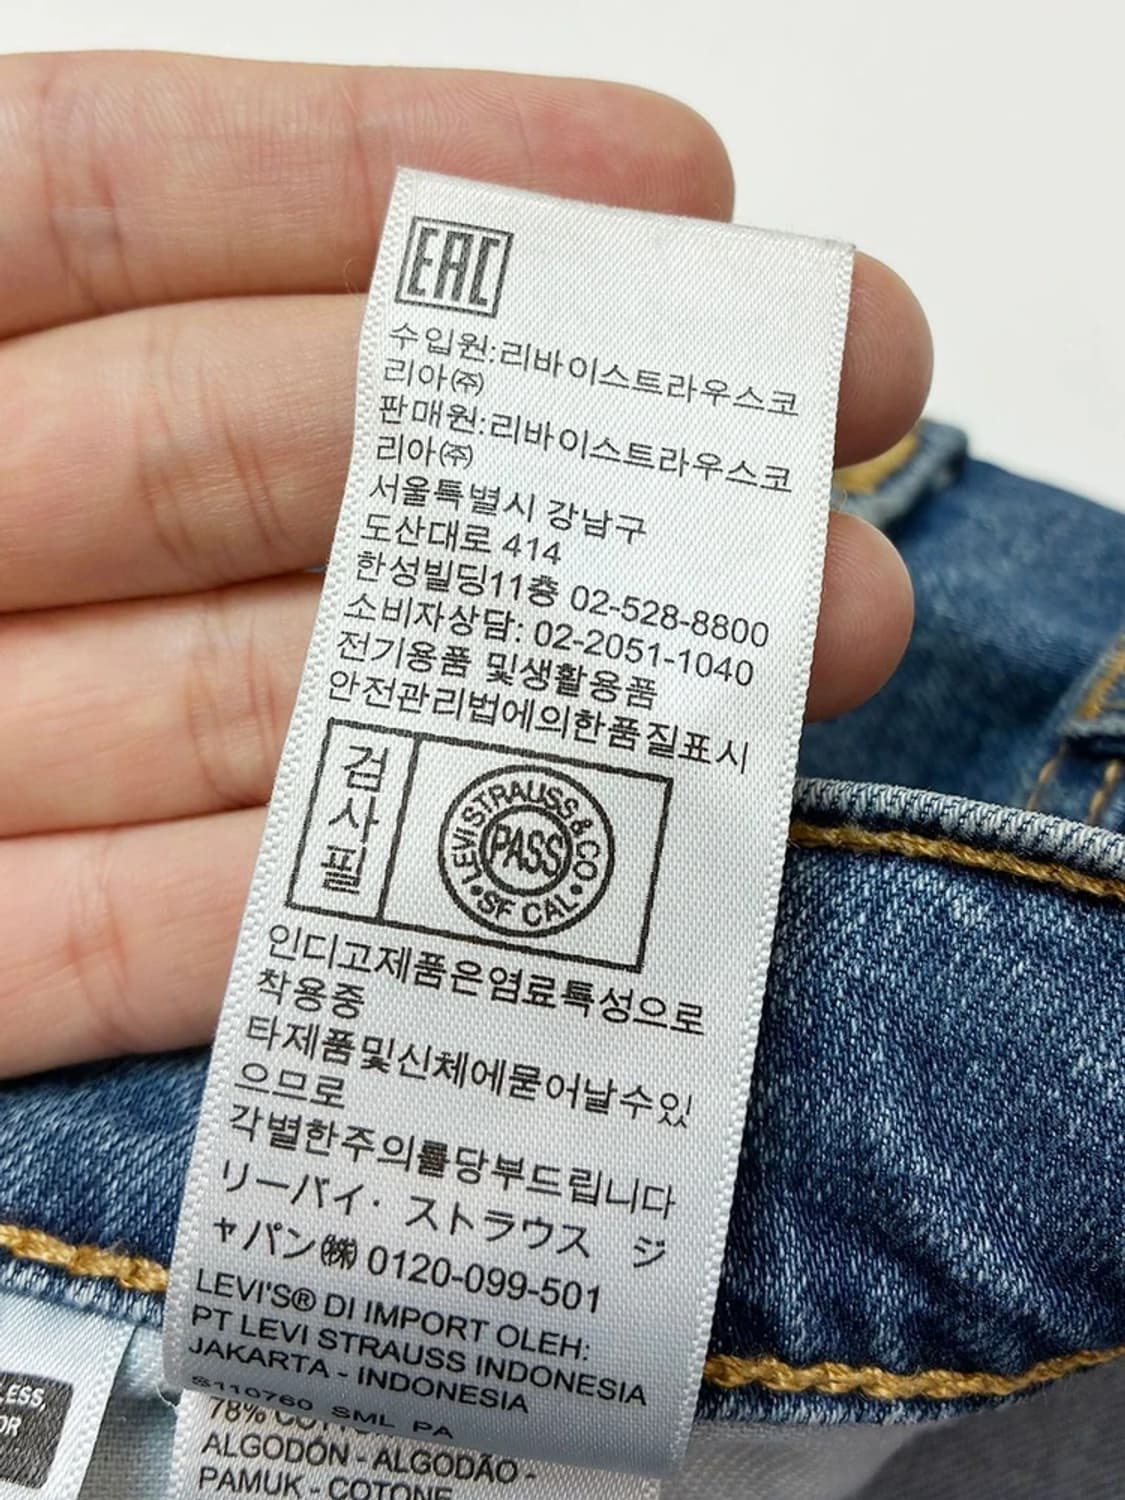 EAC
수입원:리바이스트라우스코
리아㈜
판매원:리바이스트라우스코
리아㈜
서울특별시 강남구
도산대로 414
한성빌딩11층 02-528-8800
소비자상담: 02-2051-1040
전기용품 및생활용품
안전관리법에의한품질표시
검사필
LEVI STRAUSS & CO
PASS
SF CAL
인디고제품은염료특성으로
착용중
타제품및신체에묻어날수있
으므로
각별한주의를당부드립니다
リーバイ・ストラウス ジ
ャパン㈱ 0120-099-501
LEVI'S® DI IMPORT OLEH:
PT LEVI STRAUSS INDONESIA
JAKARTA - INDONESIA
S110760 SML PA
78%
ALGODÓN - ALGODÃO -
PAMUK - COTONE
ESS,
OR